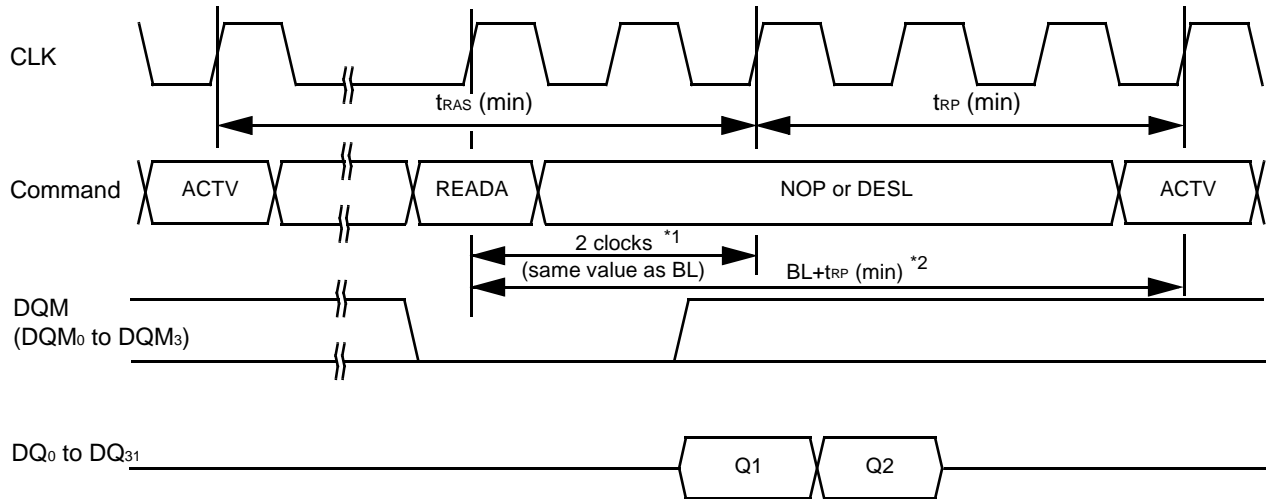 CLK
tRAS (min) tRP (min)
Command ACTV READA NOP or DESL ACTV
2 clocks *1
(same value as BL) BL+tRP (min) *2
DQM
(DQM0 to DQM3)
DQ0 to DQ31 Q1 Q2